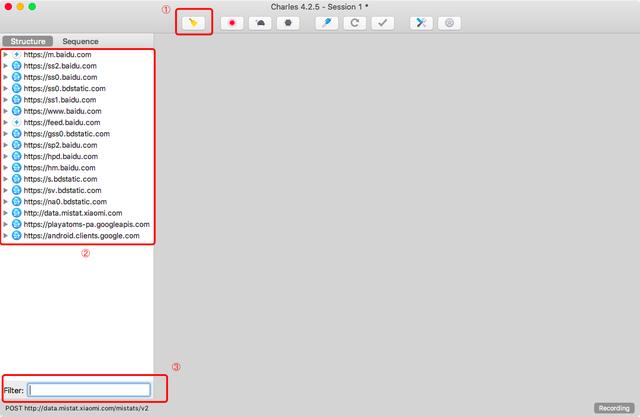 Charles 4.2.5 - Session 1 *
①
Structure Sequence
https://m.baidu.com
https://ss2.baidu.com
https://ss0.baidu.com
https://ss0.bdstatic.com
https://ss1.baidu.com
https://www.baidu.com
https://feed.baidu.com
https://gss0.bdstatic.com
https://sp2.baidu.com
https://hpd.baidu.com
https://hm.baidu.com
https://s.bdstatic.com
https://sv.bdstatic.com
https://na0.bdstatic.com
http://data.mistat.xiaomi.com
https://playatoms-pa.googleapis.com
https://android.clients.google.com
②
③
Filter:
POST http://data.mistat.xiaomi.com/mistats/v2
Recording